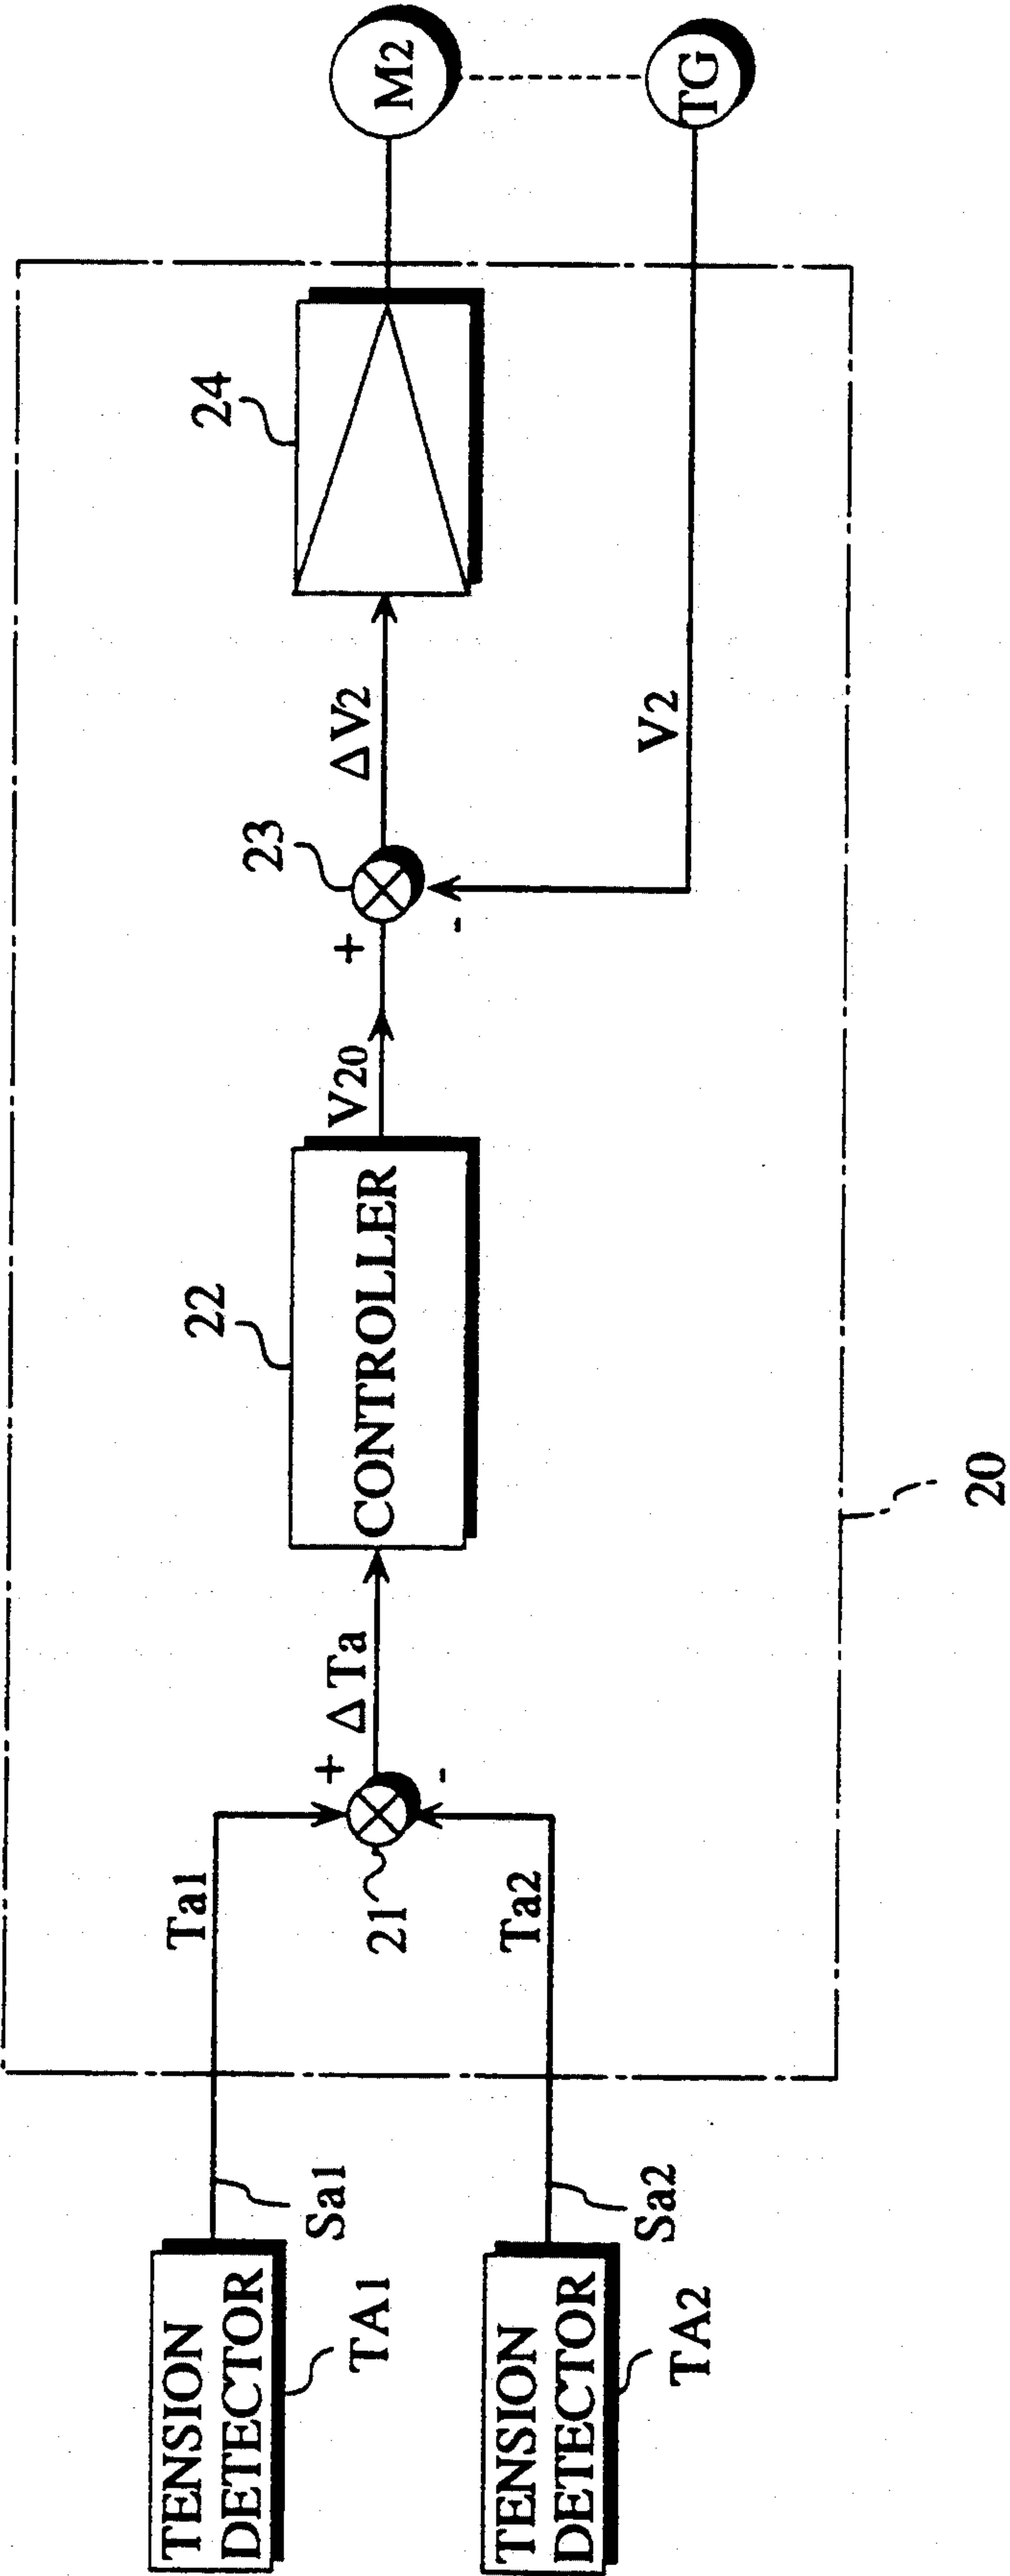 TENSION
DETECTOR
TA1
Sa1
Ta1
TENSION
DETECTOR
TA2
Sa2
Ta2
21
+
-
ΔTa
22
CONTROLLER
V20
+
-
23
ΔV2
24
V2
M2
TG
20